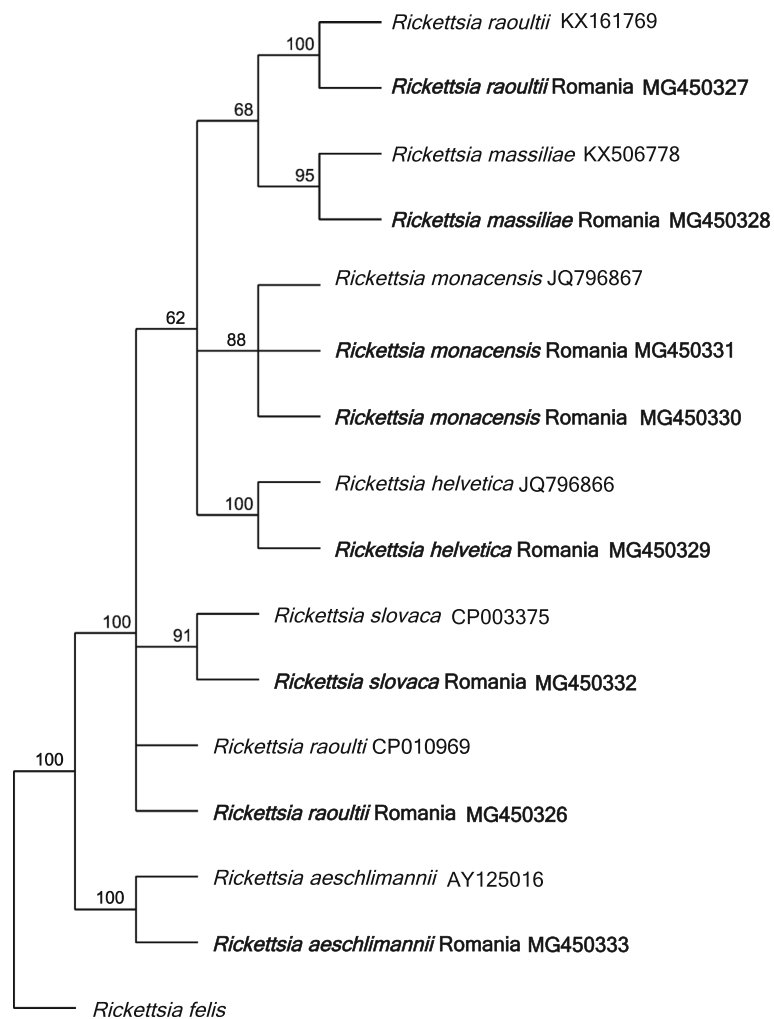 Rickettsia raoultii KX161769
100
Rickettsia raoultii Romania MG450327
68
Rickettsia massiliae KX506778
95
Rickettsia massiliae Romania MG450328
Rickettsia monacensis JQ796867
62
88
Rickettsia monacensis Romania MG450331
Rickettsia monacensis Romania MG450330
Rickettsia helvetica JQ796866
100
Rickettsia helvetica Romania MG450329
Rickettsia slovaca CP003375
100
91
Rickettsia slovaca Romania MG450332
Rickettsia raoulti CP010969
100
Rickettsia raoultii Romania MG450326
Rickettsia aeschlimannii AY125016
100
Rickettsia aeschlimannii Romania MG450333
Rickettsia felis